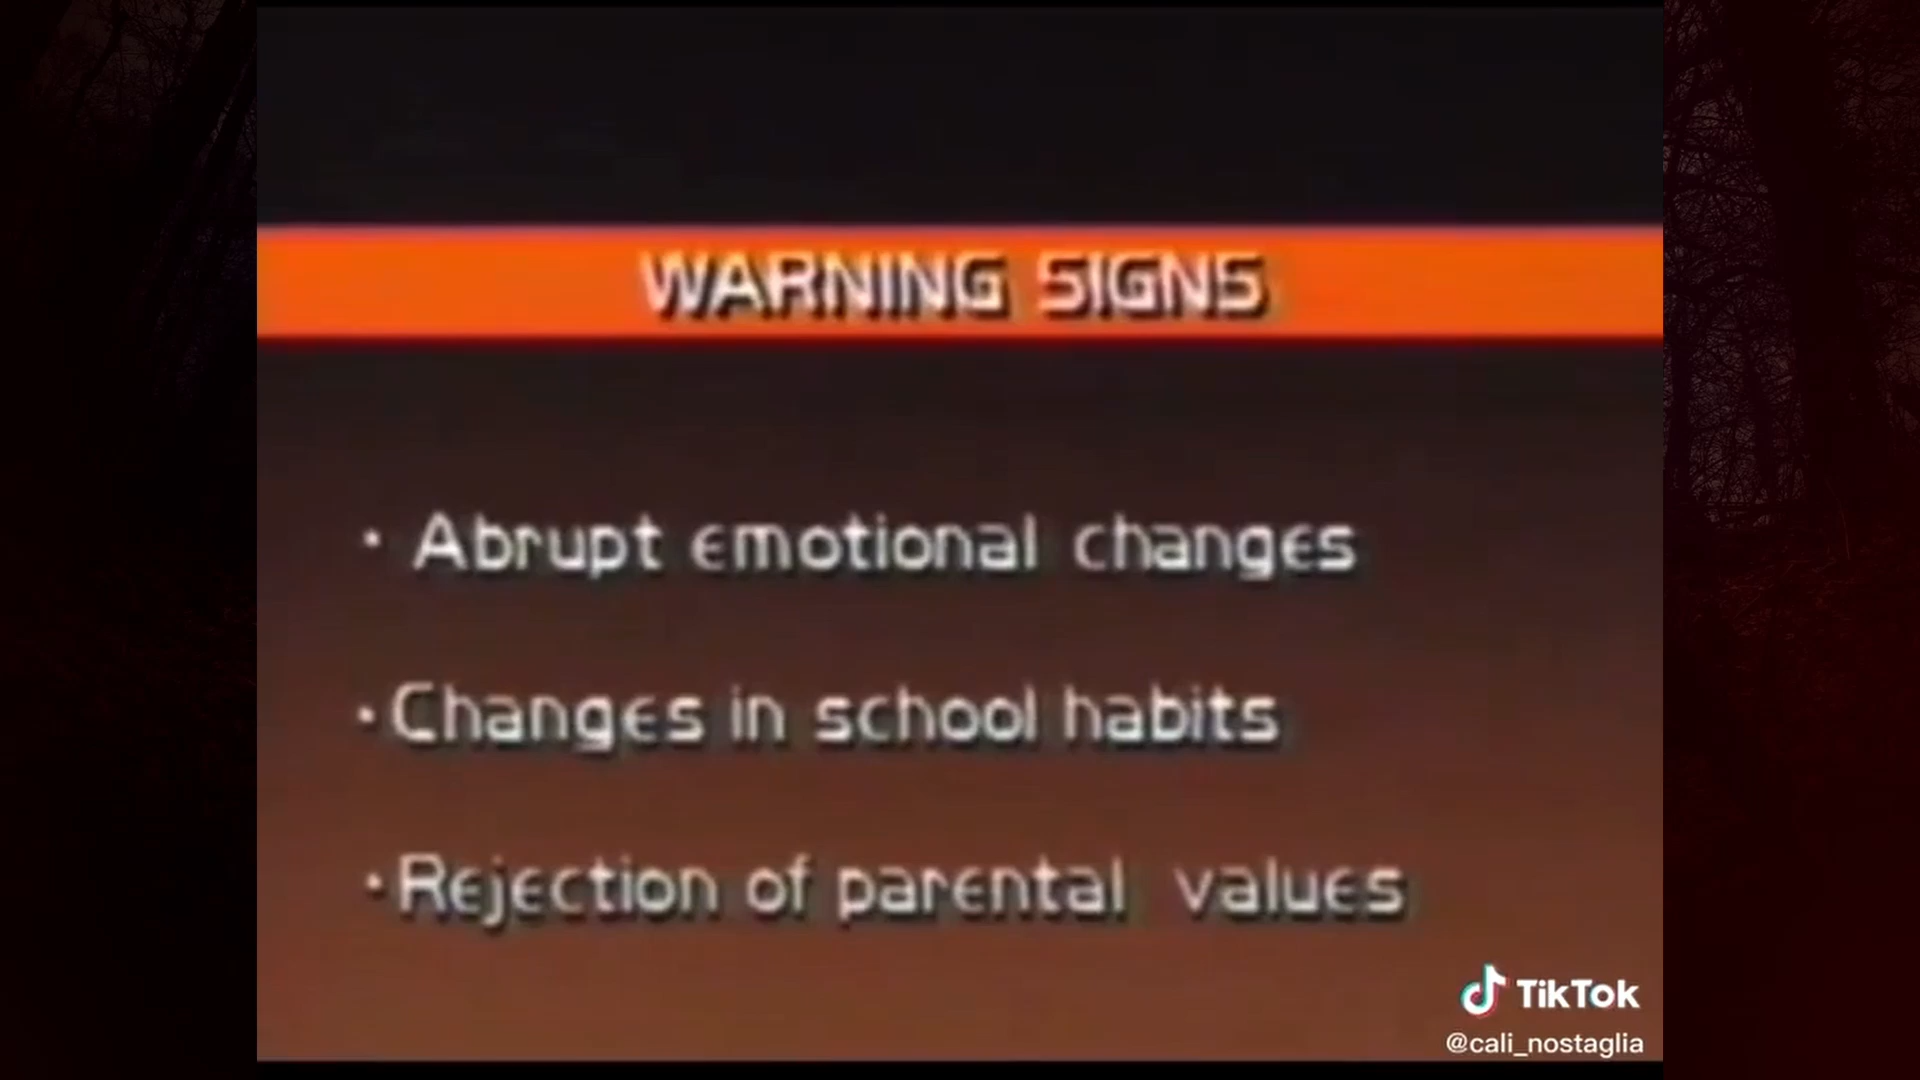 WARNING SIGNS
• Abrupt emotional changes
• Changes in school habits
• Rejection of parental values
TikTok
@cali_nostaglia